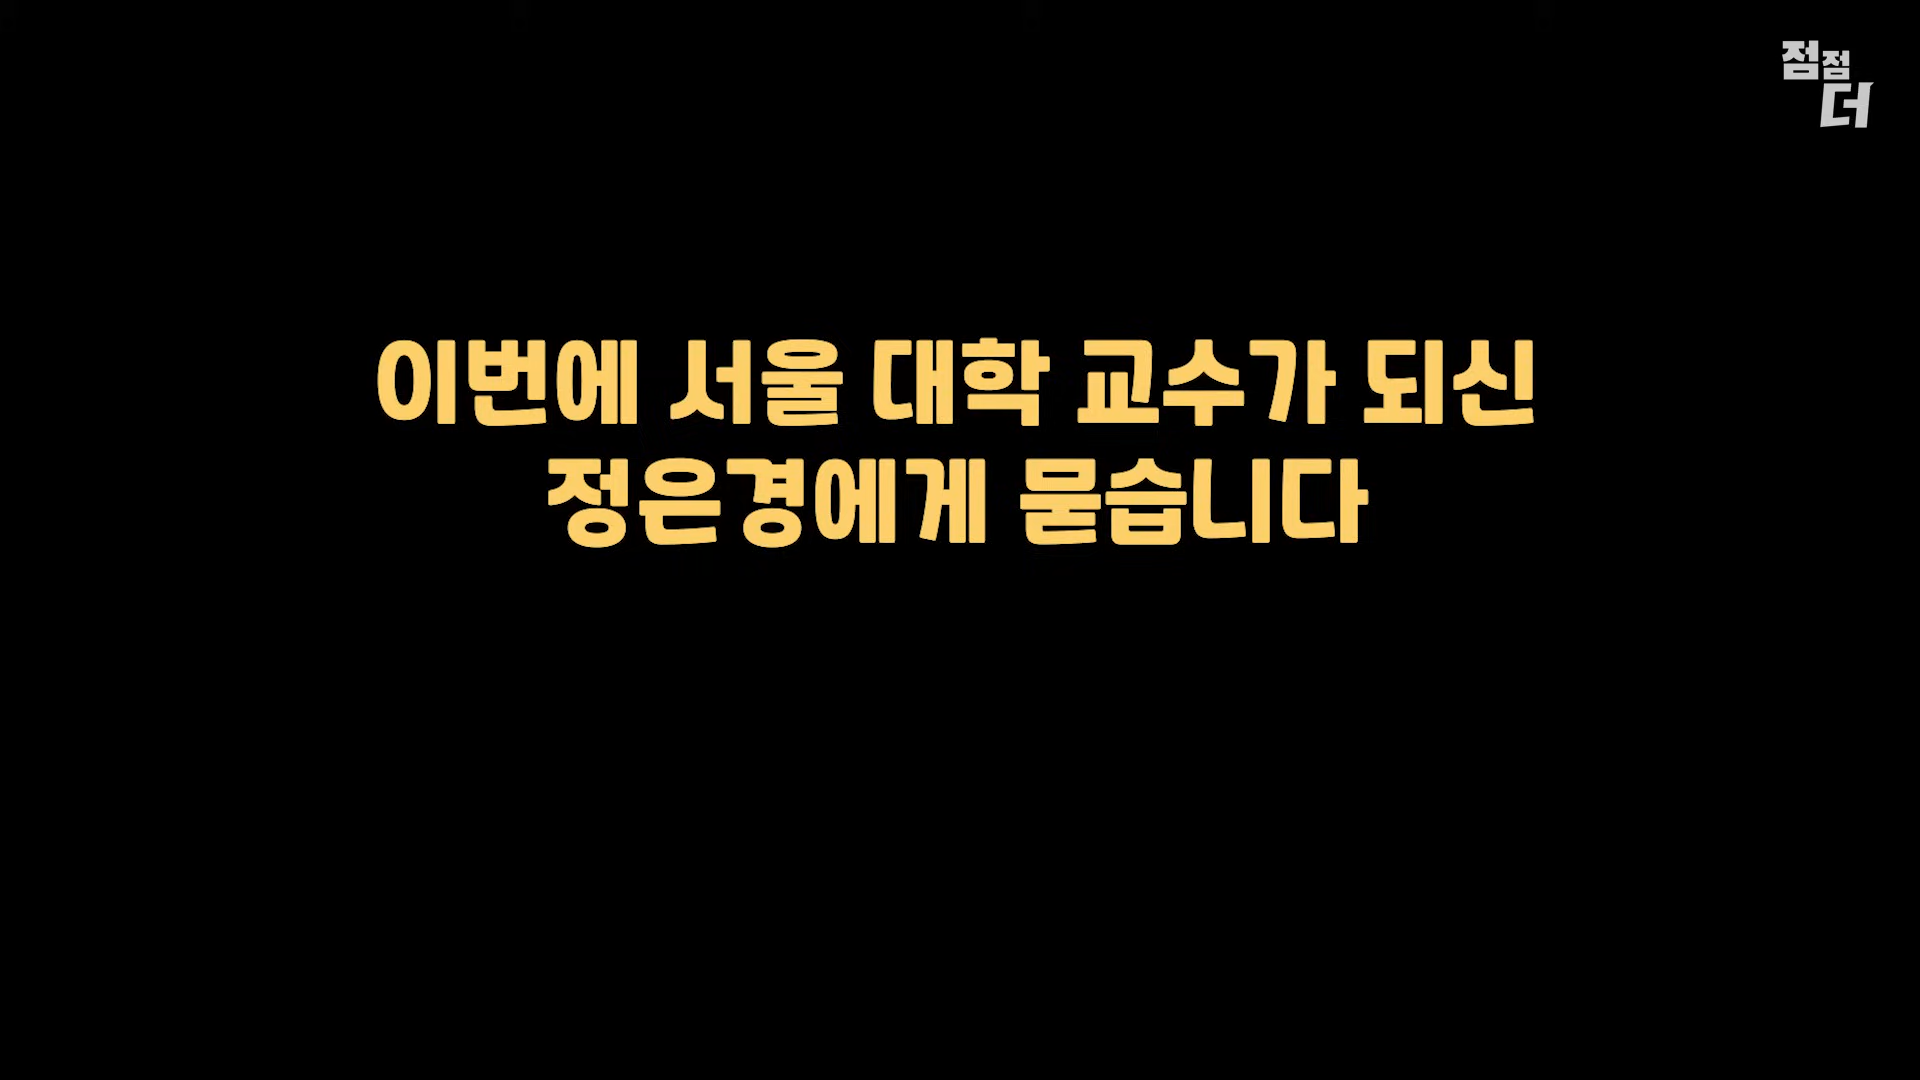 점점
더
이번에 서울 대학 교수가 되신
정은경에게 묻습니다